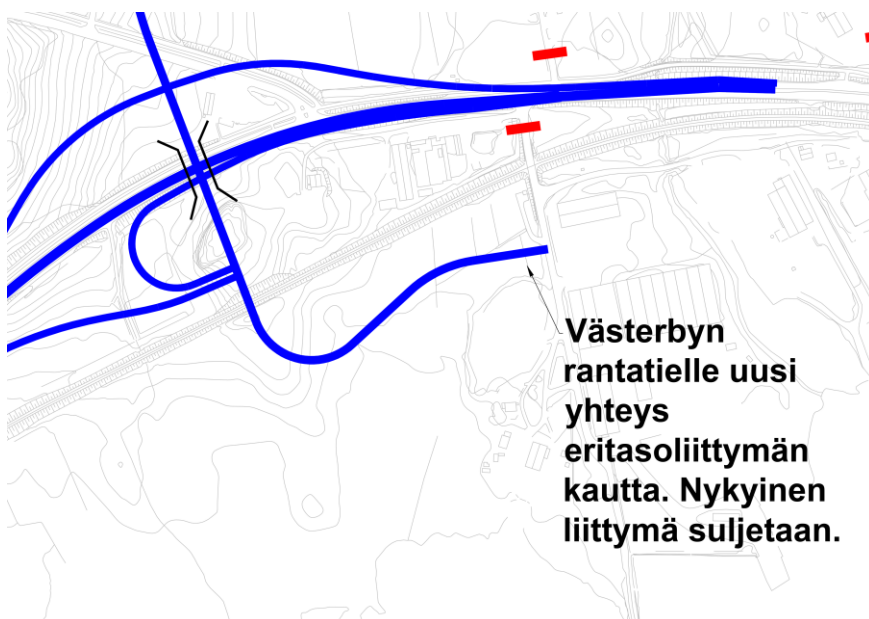 Västerbyn
rantatielle uusi
yhteys
eritasoliittymän
kautta. Nykyinen
liittymä suljetaan.